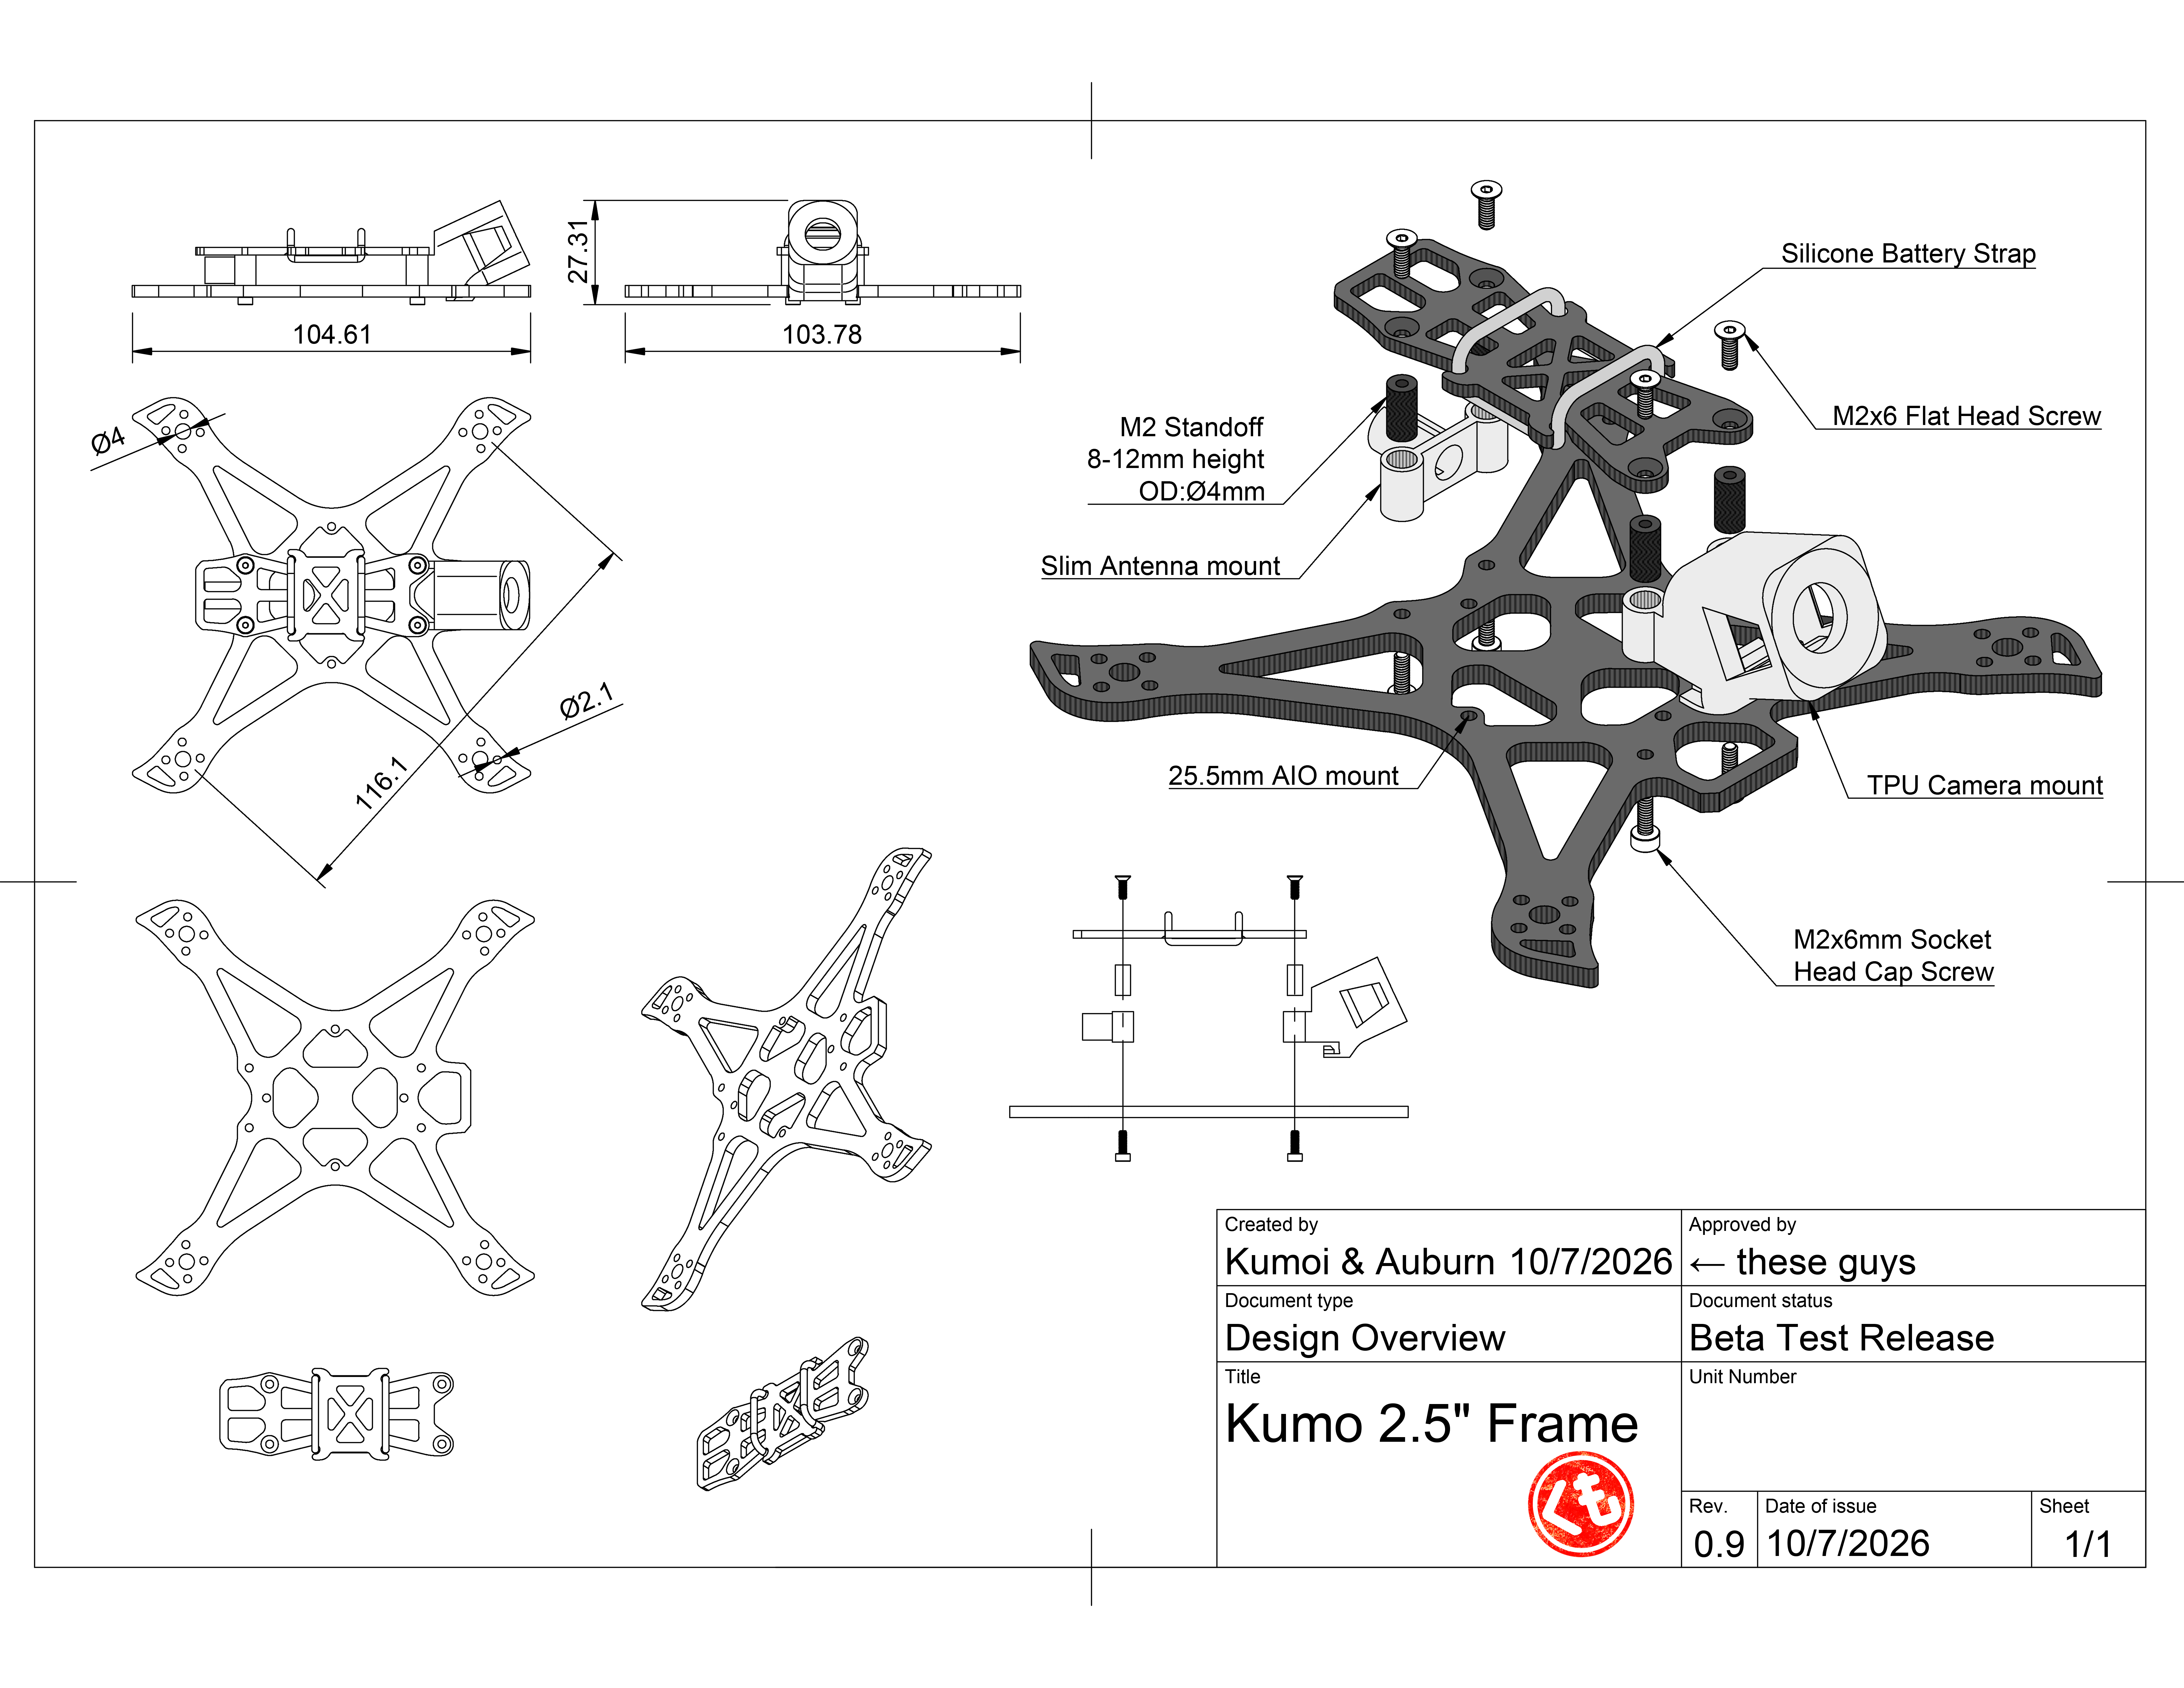 27.31
104.61
103.78
Ø4
Ø2.1
116.1
Silicone Battery Strap
M2x6 Flat Head Screw
M2 Standoff
8-12mm height
OD:Ø4mm
Slim Antenna mount
25.5mm AIO mount
TPU Camera mount
M2x6mm Socket
Head Cap Screw
Created by
Kumoi & Auburn 10/7/2026
Approved by
← these guys
Document type
Design Overview
Document status
Beta Test Release
Title
Kumo 2.5" Frame
Unit Number
Rev.
0.9
Date of issue
10/7/2026
Sheet
1/1